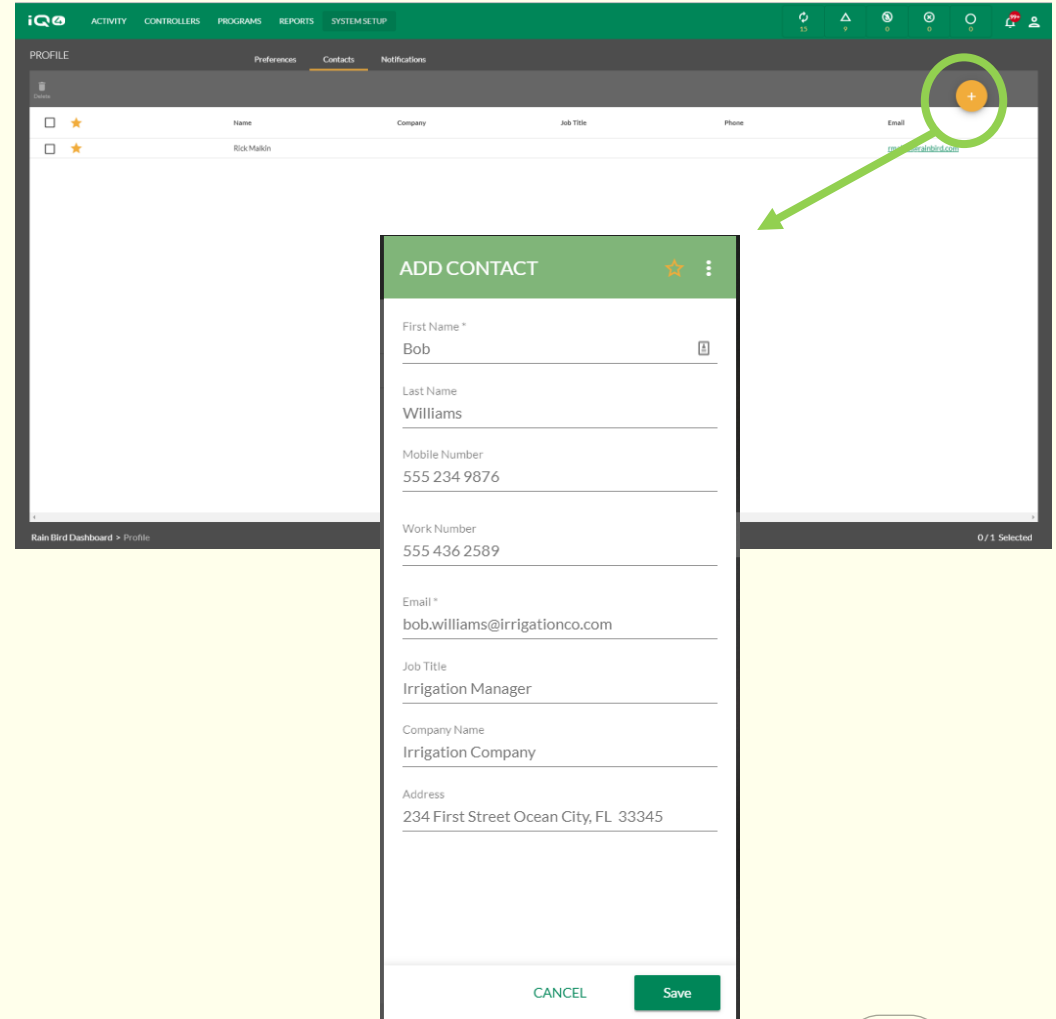 iQ4 ACTIVITY CONTROLLERS PROGRAMS REPORTS SYSTEM SETUP
15 9 0 0 0 99+
PROFILE Preferences Contacts Notifications
Delete
+
Name Company Job Title Phone Email
Rick Malkin rainbird.com
ADD CONTACT
First Name *
Bob
Last Name
Williams
Mobile Number
555 234 9876
Work Number
555 436 2589
Email *
bob.williams@irrigationco.com
Job Title
Irrigation Manager
Company Name
Irrigation Company
Address
234 First Street Ocean City, FL 33345
CANCEL Save
Rain Bird Dashboard > Profile 0 / 1 Selected